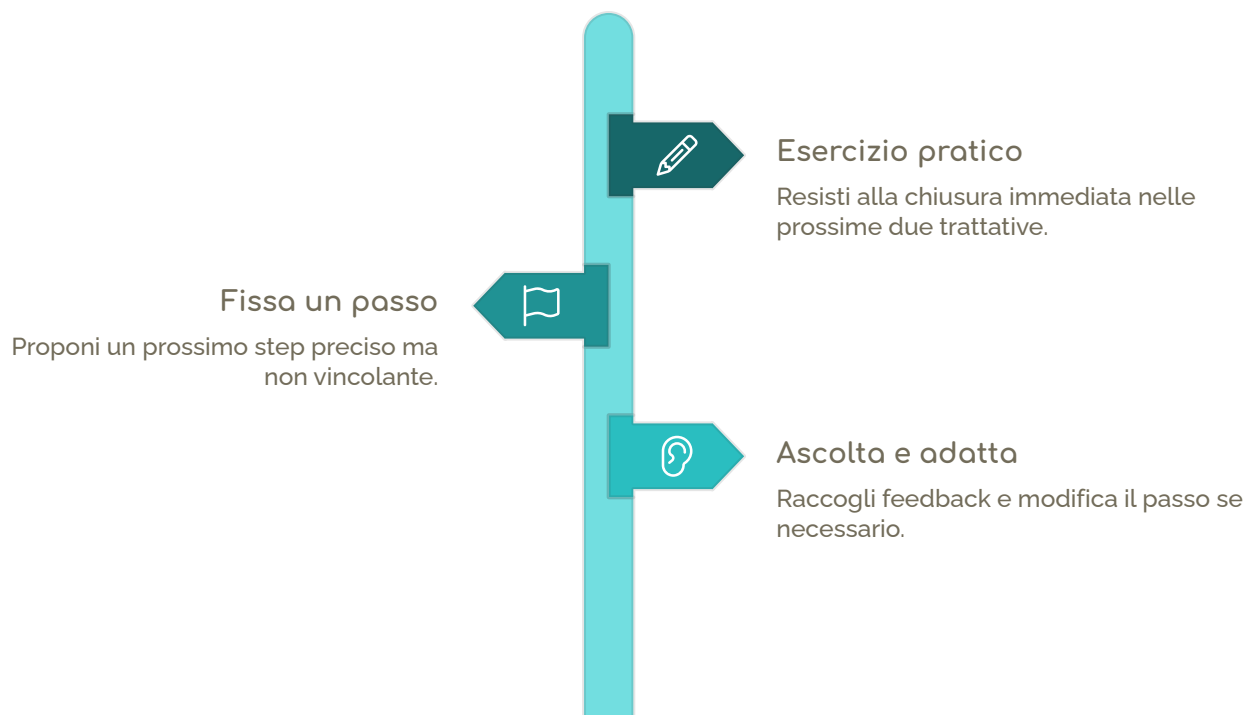 Esercizio pratico
Resisti alla chiusura immediata nelle
prossime due trattative.
Fissa un passo
Proponi un prossimo step preciso ma
non vincolante.
Ascolta e adatta
Raccogli feedback e modifica il passo se
necessario.